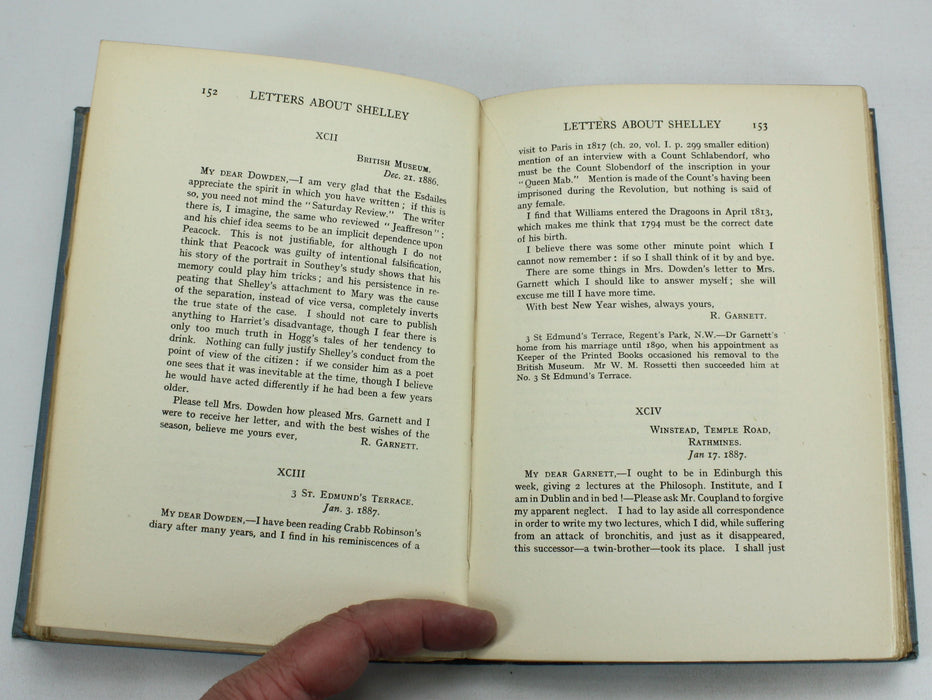 152 LETTERS ABOUT SHELLEY
XCII
BRITISH MUSEUM.
Dec. 21. 1886.
MY DEAR DOWDEN,—I am very glad that the Esdailes
appreciate the spirit in which you have written; if this is
so, you need not mind the "Saturday Review." The writer
there is, I imagine, the same who reviewed "Jeaffreson":
and his chief idea seems to be an implicit dependence upon
Peacock. This is not justifiable, for although I do not
think that Peacock was guilty of intentional falsification,
his story of the portrait in Southey's study shows that his
memory could play him tricks; and his persistence in re-
peating that Shelley's attachment to Mary was the cause
of the separation, instead of vice versa, completely inverts
the true state of the case. I should not care to publish
anything to Harriet's disadvantage, though I fear there is
only too much truth in Hogg's tales of her tendency to
drink. Nothing can fully justify Shelley's conduct from the
point of view of the citizen: if we consider him as a poet
one sees that it was inevitable at the time, though I believe
he would have acted differently if he had been a few years
older.
Please tell Mrs. Dowden how pleased Mrs. Garnett and I
were to receive her letter, and with the best wishes of the
season, believe me yours ever,
R. GARNETT.
XCIII
3 ST. EDMUND'S TERRACE.
Jan. 3. 1887.
MY DEAR DOWDEN,—I have been reading Crabb Robinson's
diary after many years, and I find in his reminiscences of a
LETTERS ABOUT SHELLEY 153
visit to Paris in 1817 (ch. 20, vol. I. p. 299 smaller edition)
mention of an interview with a Count Schlabendorf, who
must be the Count Slobendorf of the inscription in your
"Queen Mab." Mention is made of the Count's having been
imprisoned during the Revolution, but nothing is said of
any female.
I find that Williams entered the Dragoons in April 1813,
which makes me think that 1794 must be the correct date
of his birth.
I believe there was some other minute point which I
cannot now remember: if so I shall think of it by and bye.
There are some things in Mrs. Dowden's letter to Mrs.
Garnett which I should like to answer myself; she will
excuse me till I have more time.
With best New Year wishes, always yours,
R. GARNETT.
3 St Edmund's Terrace, Regent's Park, N.W.—Dr Garnett's
home from his marriage until 1890, when his appointment as
Keeper of the Printed Books occasioned his removal to the
British Museum. Mr W. M. Rossetti then succeeded him at
No. 3 St Edmund's Terrace.
XCIV
WINSTEAD, TEMPLE ROAD,
RATHMINES.
Jan 17. 1887.
MY DEAR GARNETT,—I ought to be in Edinburgh this
week, giving 2 lectures at the Philosoph. Institute, and I
am in Dublin and in bed!—Please ask Mr. Coupland to forgive
my apparent neglect. I had to lay aside all correspondence
in order to write my two lectures, which I did, while suffering
from an attack of bronchitis, and just as it disappeared,
this successor—a twin-brother—took its place. I shall just